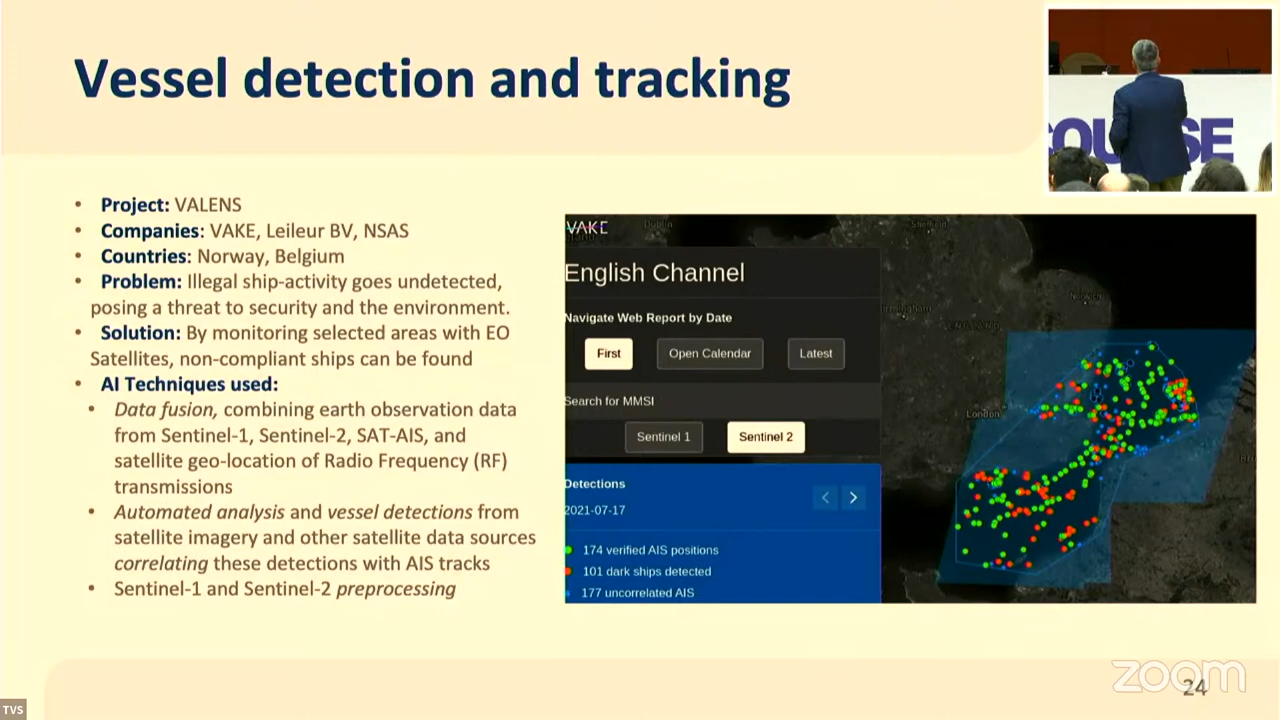 Vessel detection and tracking
• Project: VALENS
• Companies: VAKE, Leileur BV, NSAS
• Countries: Norway, Belgium
• Problem: Illegal ship-activity goes undetected,
posing a threat to security and the environment.
• Solution: By monitoring selected areas with EO
Satellites, non-compliant ships can be found
• AI Techniques used:
• Data fusion, combining earth observation data
from Sentinel-1, Sentinel-2, SAT-AIS, and
satellite geo-location of Radio Frequency (RF)
transmissions
• Automated analysis and vessel detections from
satellite imagery and other satellite data sources
correlating these detections with AIS tracks
• Sentinel-1 and Sentinel-2 preprocessing
VAKE
Dublin
English Channel
Navigate Web Report by Date
First Open Calendar Latest
Search for MMSI
Sentinel 1 Sentinel 2
Detections
2021-07-17
174 verified AIS positions
101 dark ships detected
177 uncorrelated AIS
London
OU SE
zoom
24
TVS